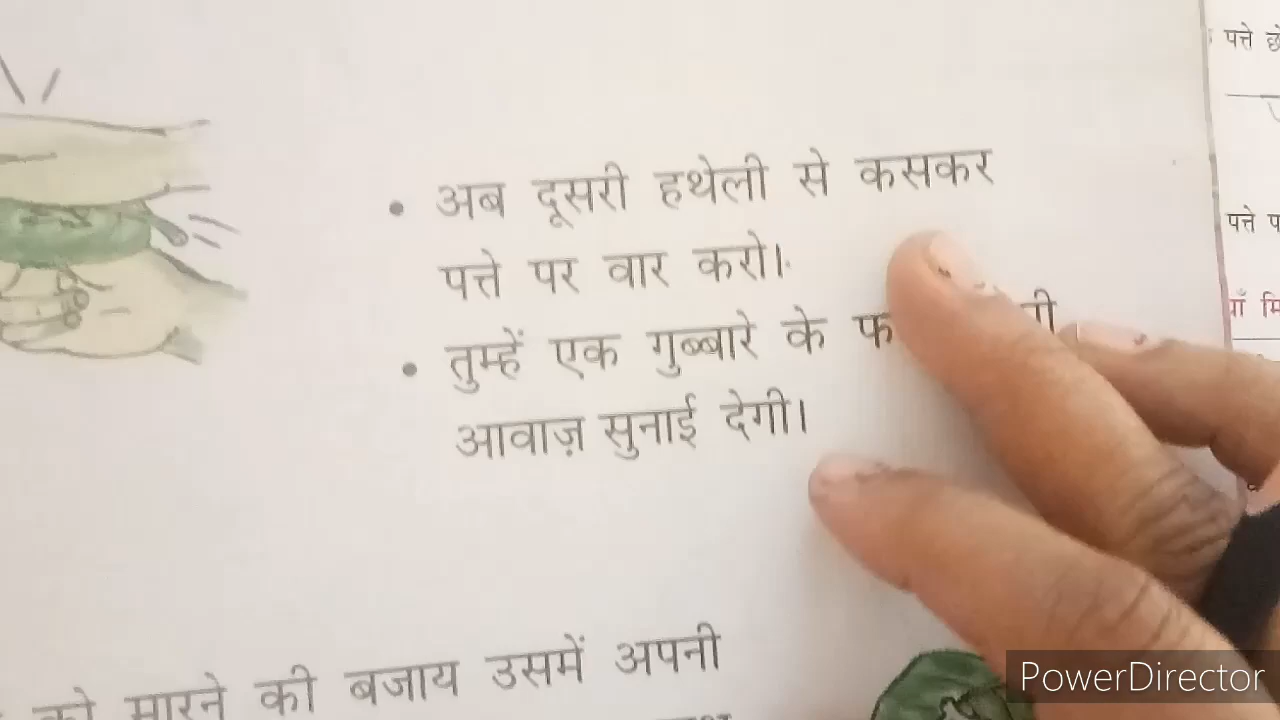 • अब दूसरी हथेली से कसकर
पत्ते पर वार करो।
• तुम्हें एक गुब्बारे के
आवाज़ सुनाई देगी।
को मारने की बजाय उसमें अपनी
पत्ते
पत्ते
PowerDirector